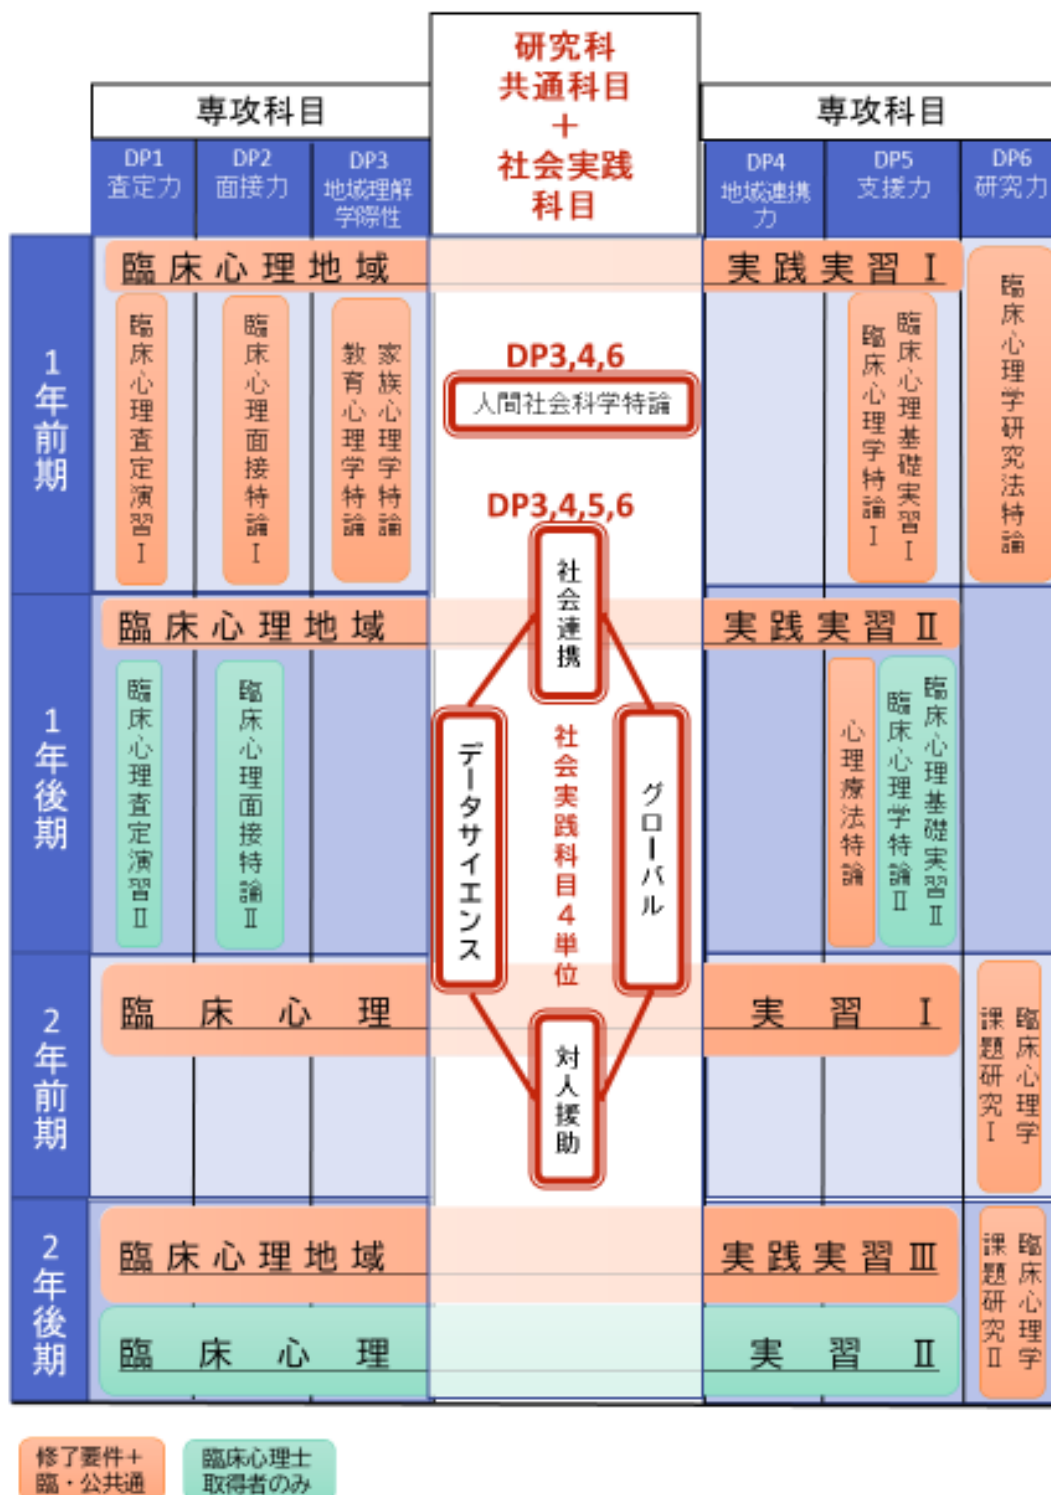 研究科
共通科目
＋
社会実践
科目
専攻科目
専攻科目
DP1
査定力
DP2
面接力
DP3
地域理解
学際性
DP4
地域連携
力
DP5
支援力
DP6
研究力
1年前期
臨床心理地域 実践実習Ⅰ
臨床心理査定演習Ⅰ
臨床心理面接特論Ⅰ
家族心理学特論
教育心理学特論
DP3,4,6
人間社会科学特論
臨床心理基礎実習Ⅰ
臨床心理学特論Ⅰ
臨床心理学研究法特論
DP3,4,5,6
社会連携
データサイエンス
社会実践科目4単位
グローバル
対人援助
1年後期
臨床心理地域 実践実習Ⅱ
臨床心理査定演習Ⅱ
臨床心理面接特論Ⅱ
心理療法特論
臨床心理基礎実習Ⅱ
臨床心理学特論Ⅱ
2年前期
臨床心理 実習Ⅰ
臨床心理学
課題研究Ⅰ
2年後期
臨床心理地域 実践実習Ⅲ
臨床心理 実習Ⅱ
臨床心理学
課題研究Ⅱ
修了要件＋
臨・公共通
臨床心理士
取得者のみ